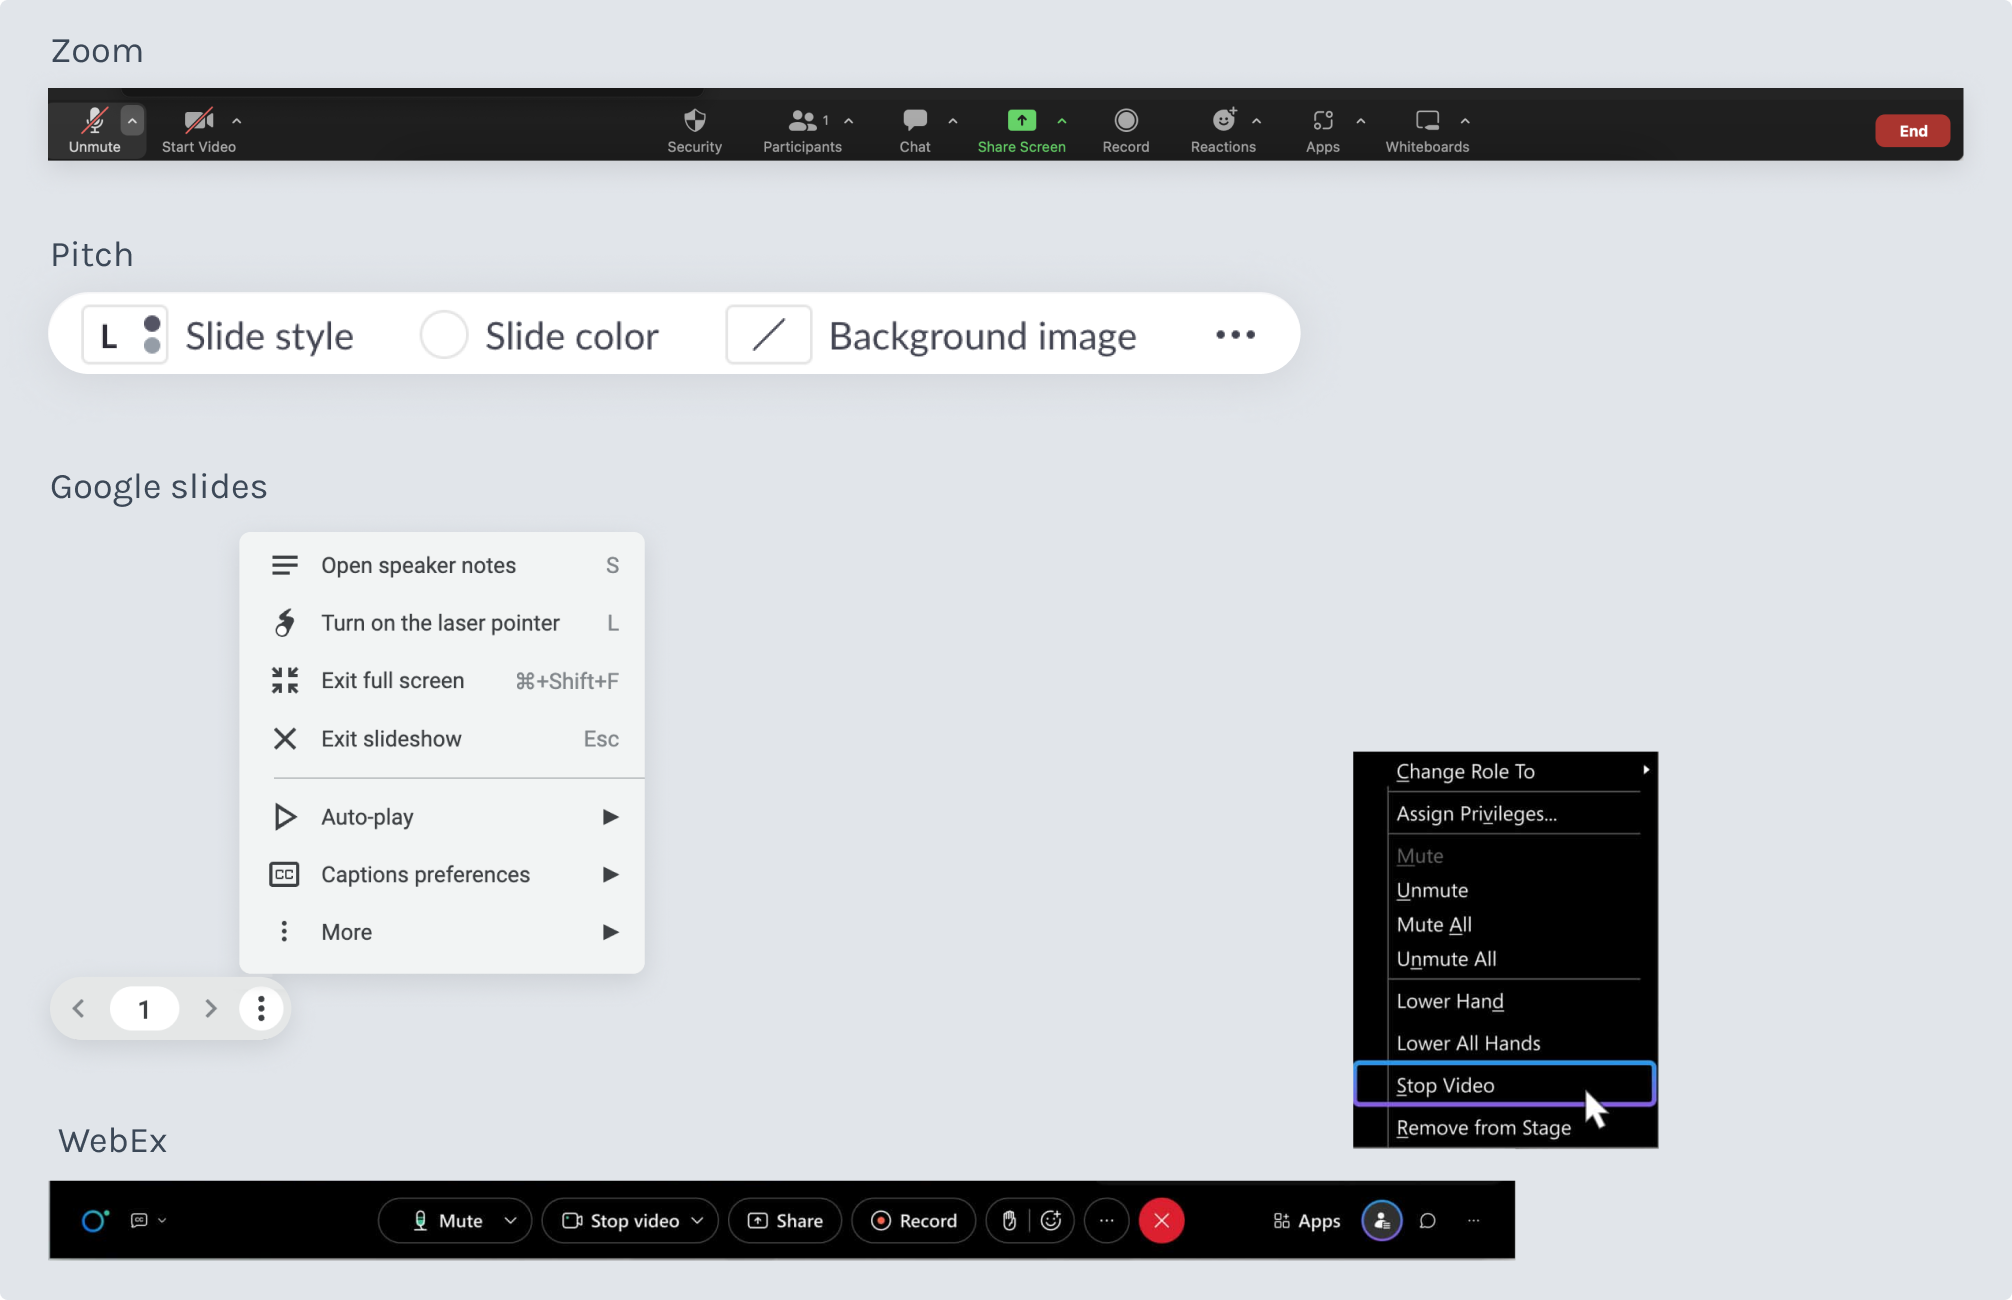 Zoom
Unmute Start Video Security Participants 1 Chat Share Screen Record Reactions Apps Whiteboards End
Pitch
L Slide style Slide color Background image •••
Google slides
Open speaker notes S
Turn on the laser pointer L
Exit full screen ⌘+Shift+F
Exit slideshow Esc
Auto-play
CC Captions preferences
More
1
Change Role To
Assign Privileges...
Mute
Unmute
Mute All
Unmute All
Lower Hand
Lower All Hands
Stop Video
Remove from Stage
WebEx
CC Mute Stop video Share Record Apps